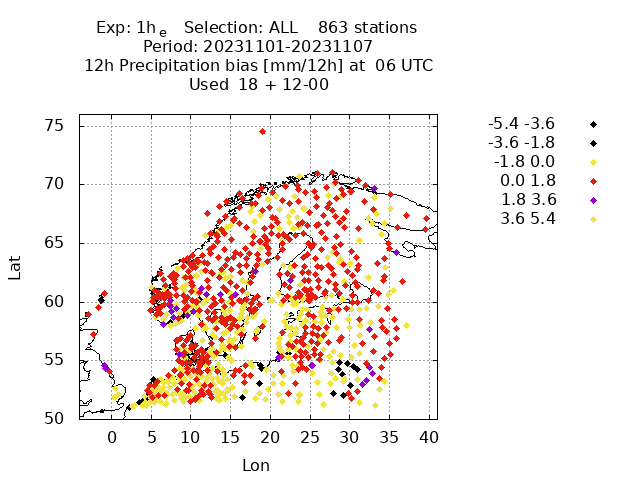 Exp: 1h e   Selection: ALL    863 stations
Period: 20231101-20231107
12h Precipitation bias [mm/12h] at  06 UTC
Used  18 + 12-00
75
70
65
60
55
50
0 5 10 15 20 25 30 35 40
Lat
Lon
-5.4 -3.6
-3.6 -1.8
-1.8 0.0
0.0 1.8
1.8 3.6
3.6 5.4